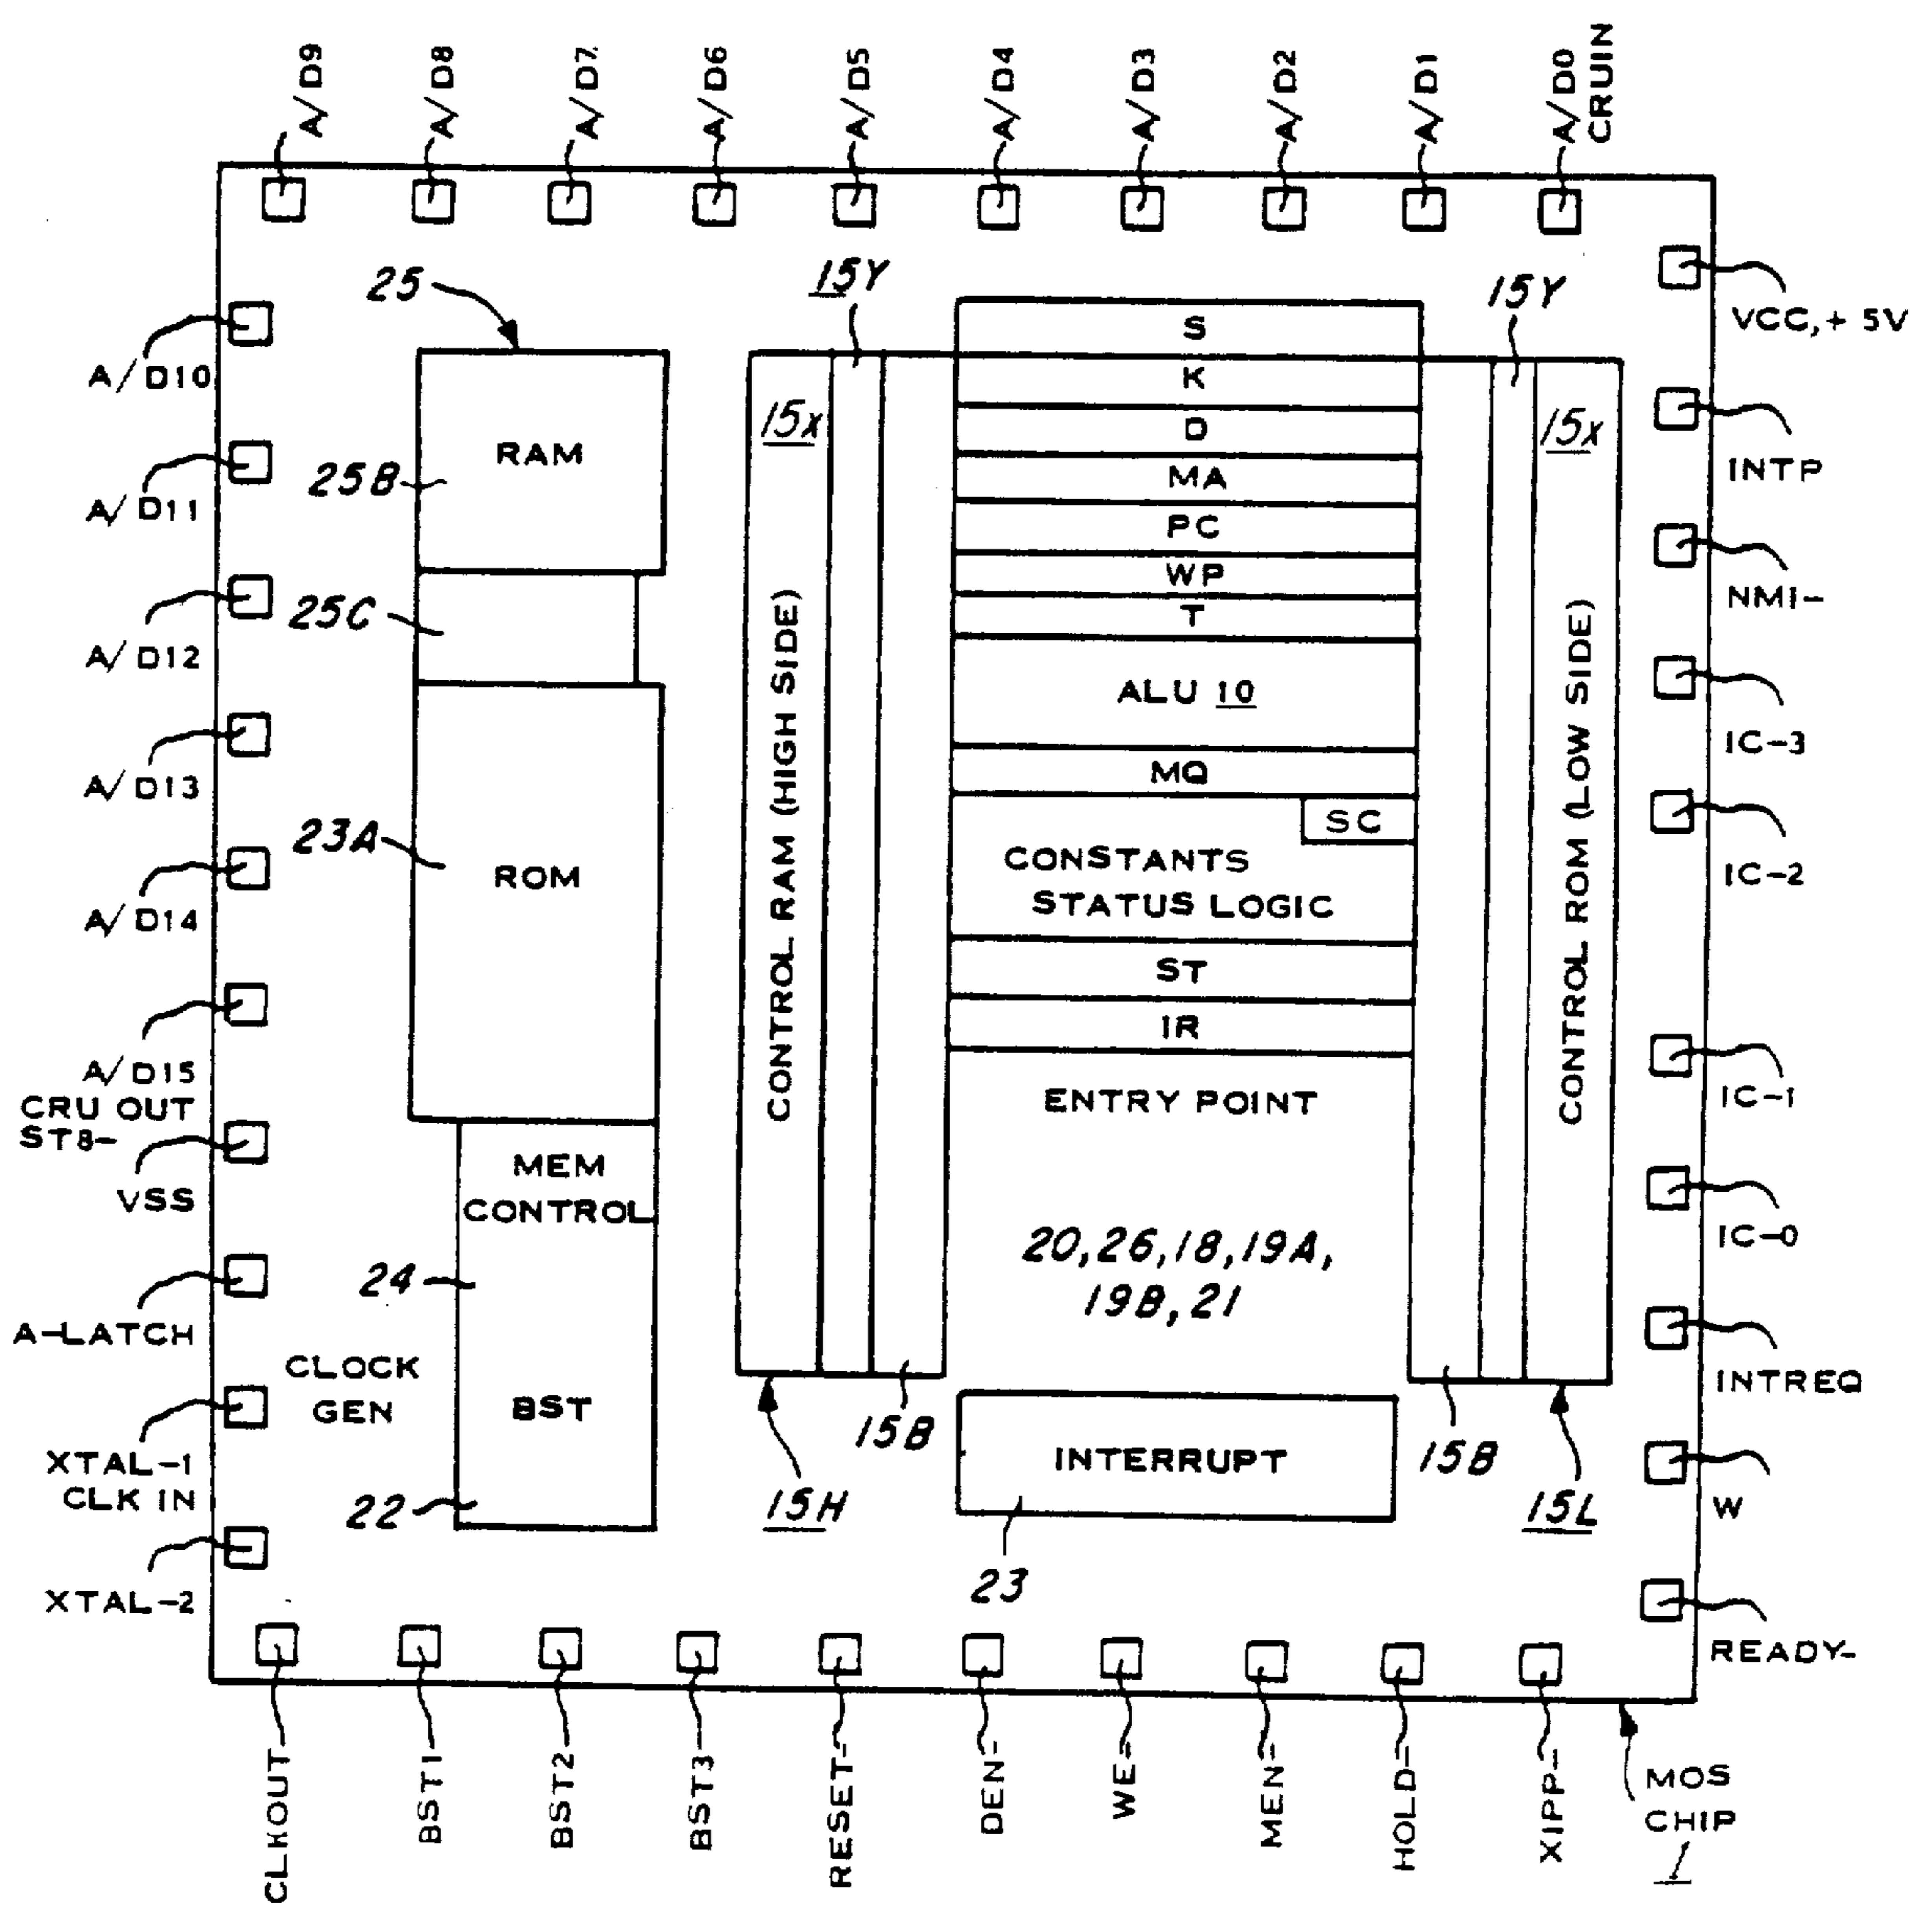 A/D9
A/D8
A/D7
A/D6
A/D5
A/D4
A/D3
A/D2
A/D1
A/D0
CRUIN
A/D10
A/D11
A/D12
A/D13
A/D14
A/D15
CRU OUT
ST8-
VSS
A-LATCH
XTAL-1
CLK IN
XTAL-2
25
RAM
25B
25C
23A
ROM
MEM
CONTROL
24
CLOCK
GEN
BST
22
15Y
15X
CONTROL RAM (HIGH SIDE)
15B
15H
S
K
D
MA
PC
WP
T
ALU 10
MQ
SC
CONSTANTS
STATUS LOGIC
ST
IR
ENTRY POINT
20, 26, 18, 19A,
19B, 21
INTERRUPT
23
15Y
15X
CONTROL ROM (LOW SIDE)
15B
15L
VCC, + 5V
INTP
NMI-
IC-3
IC-2
IC-1
IC-0
INTREQ
W
READY-
CLKOUT
BST1
BST2
BST3
RESET-
DEN-
WE-
MEN-
HOLD-
XIPP-
MOS
CHIP
1